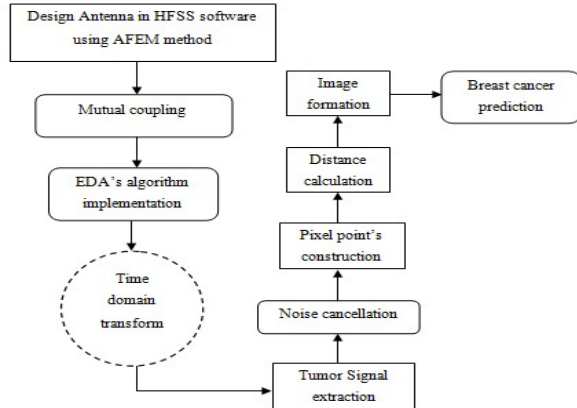 Design Antenna in HFSS software
using AFEM method
Mutual coupling
EDA's algorithm
implementation
Time
domain
transform
Tumor Signal
extraction
Noise cancellation
Pixel point's
construction
Distance
calculation
Image
formation
Breast cancer
prediction